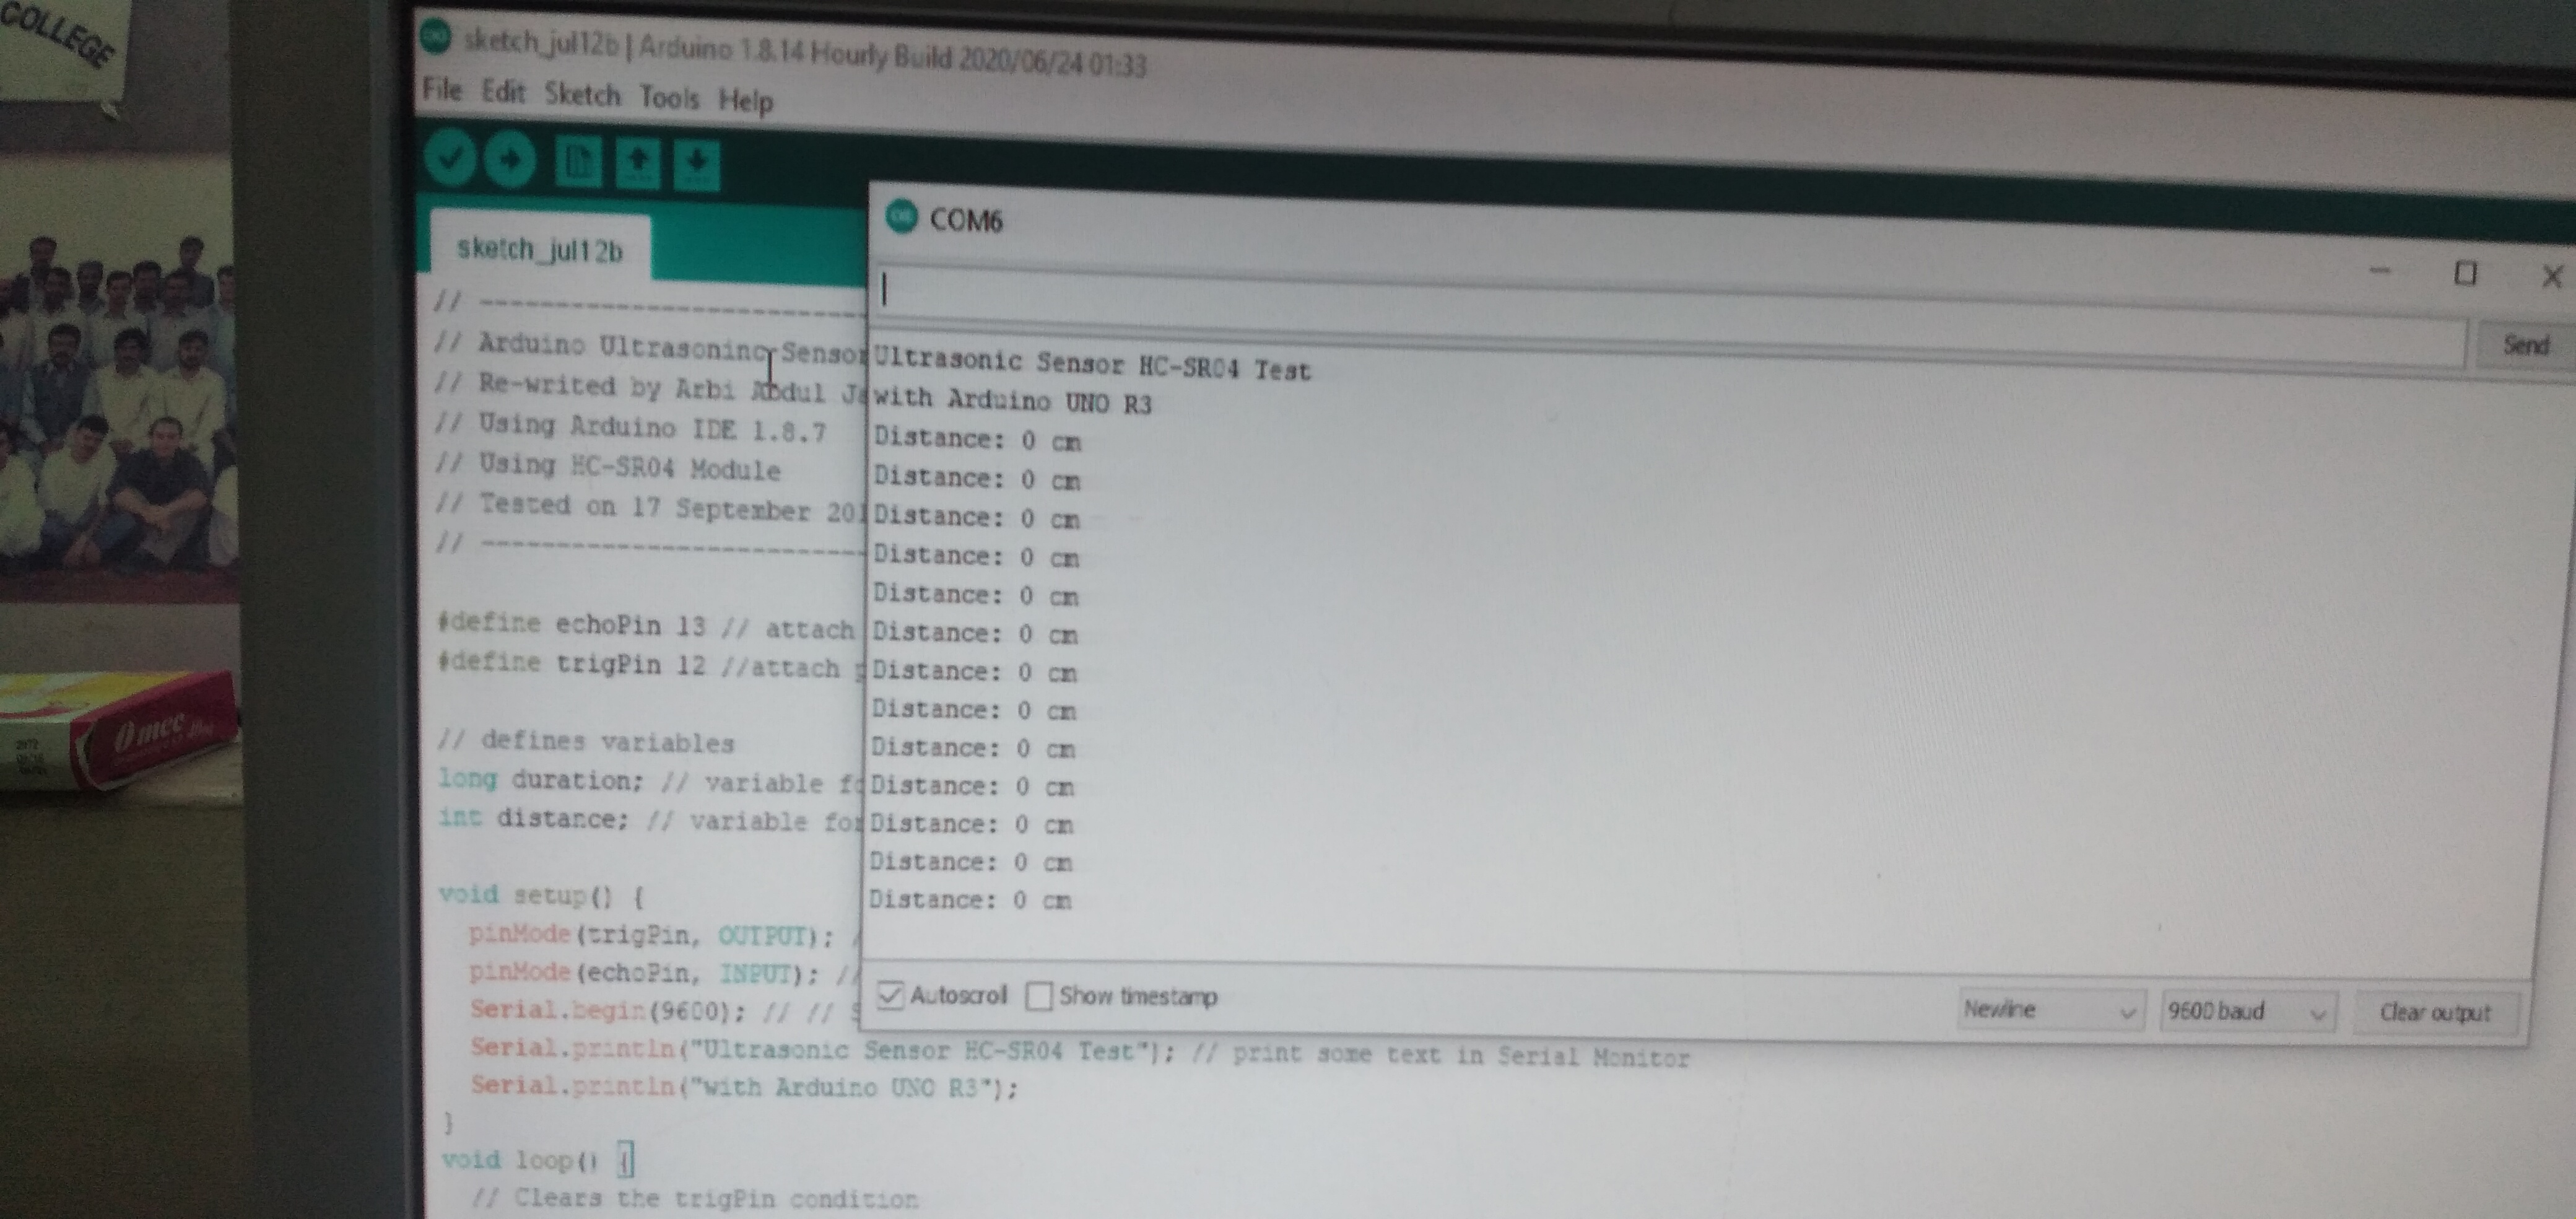 COLLEGE
sketch_jul12b | Arduino 1.8.14 Hourly Build 2020/06/24 01:33
File Edit Sketch Tools Help
sketch_jul12b
// --------------------------
// Arduino Ultrasoninc Sensor
// Re-writed by Arbi Abdul
// Using Arduino IDE 1.8.7
// Using HC-SR04 Module
// Tested on 17 September 201
// --------------------------
#define echoPin 13 // attach
#define trigPin 12 //attach
// defines variables
long duration; // variable
int distance; // variable for
void setup() {
pinMode(trigPin, OUTPUT); /
pinMode(echoPin, INPUT); //
Serial.begin(9600); // // S
Serial.println("Ultrasonic Sensor HC-SR04 Test"); // print some text in Serial Monitor
Serial.println("with Arduino UNO R3");
}
void loop() {
// Clears the trigPin condition
COM6
Send
Ultrasonic Sensor HC-SR04 Test
with Arduino UNO R3
Distance: 0 cm
Distance: 0 cm
Distance: 0 cm
Distance: 0 cm
Distance: 0 cm
Distance: 0 cm
Distance: 0 cm
Distance: 0 cm
Distance: 0 cm
Distance: 0 cm
Distance: 0 cm
Distance: 0 cm
Distance: 0 cm
Autoscroll Show timestamp
Newline
9600 baud
Clear output
Omec